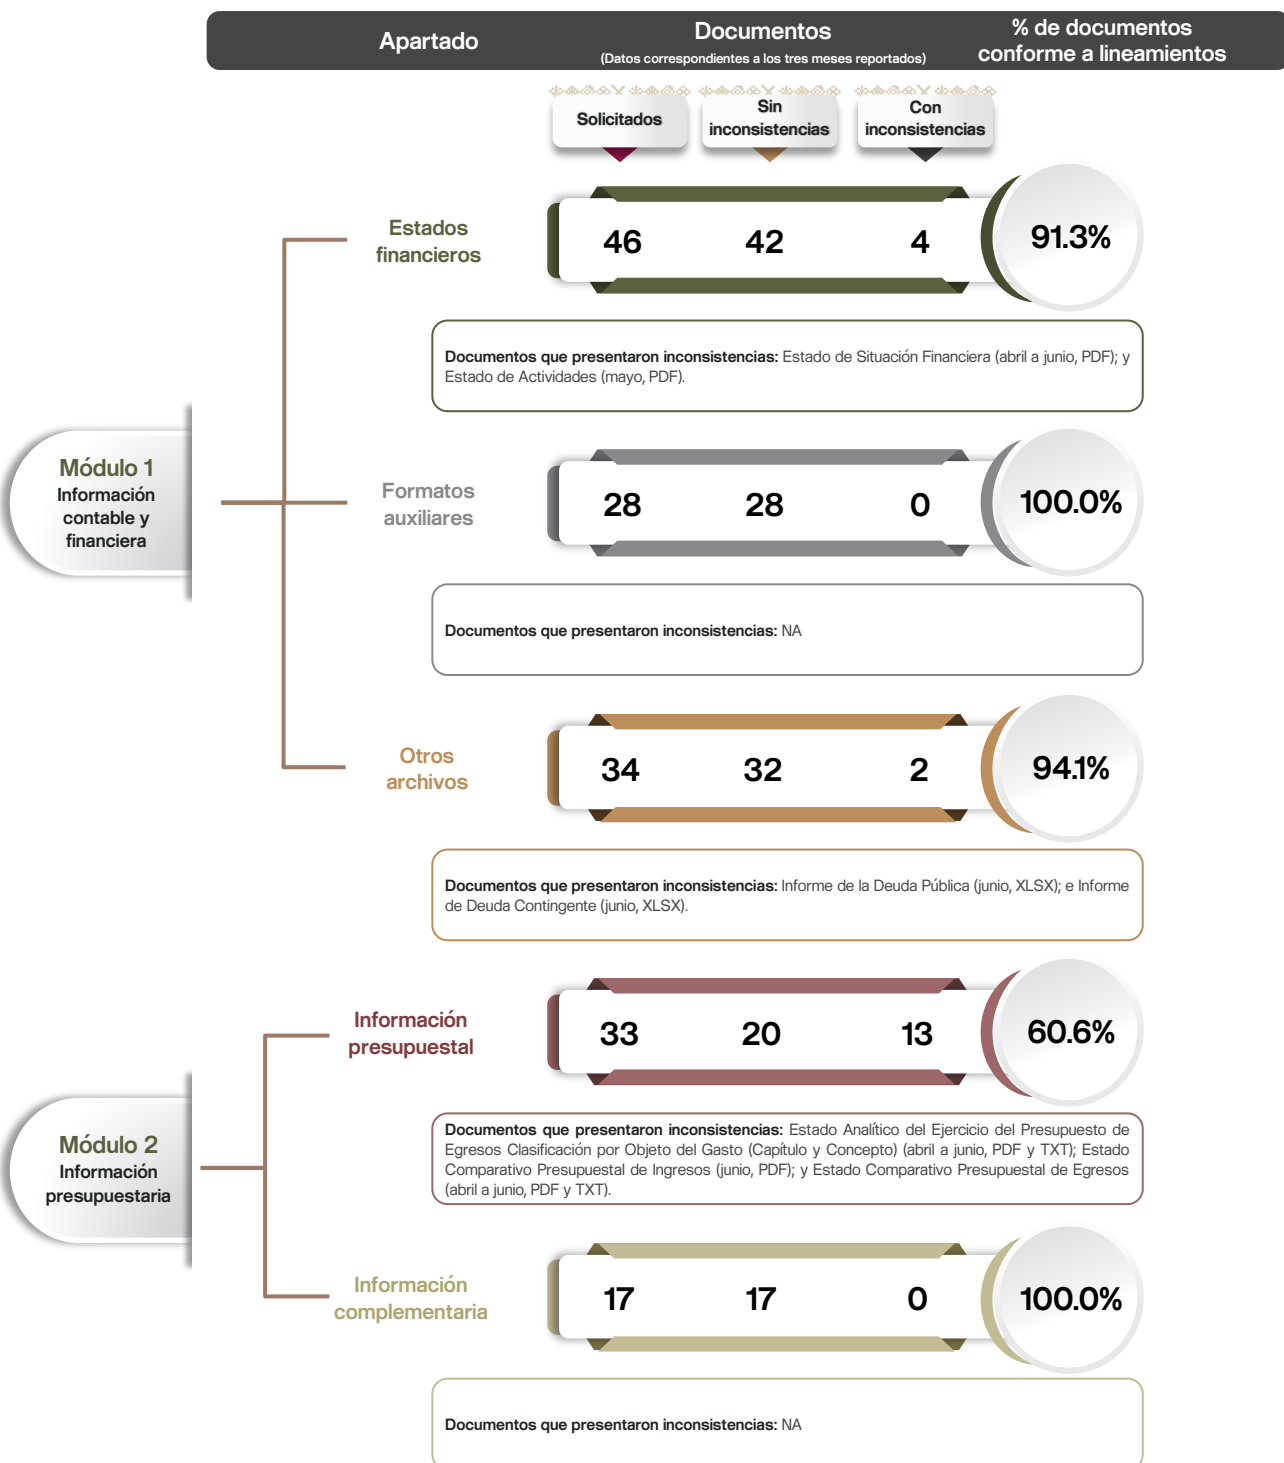 Apartado
Documentos
(Datos correspondientes a los tres meses reportados)
% de documentos
conforme a lineamientos
Solicitados
Sin
inconsistencias
Con
inconsistencias
Módulo 1
Información
contable y
financiera
Estados
financieros
46 42 4 91.3%
Documentos que presentaron inconsistencias: Estado de Situación Financiera (abril a junio, PDF); y
Estado de Actividades (mayo, PDF).
Formatos
auxiliares
28 28 0 100.0%
Documentos que presentaron inconsistencias: NA
Otros
archivos
34 32 2 94.1%
Documentos que presentaron inconsistencias: Informe de la Deuda Pública (junio, XLSX); e Informe
de Deuda Contingente (junio, XLSX).
Módulo 2
Información
presupuestaria
Información
presupuestal
33 20 13 60.6%
Documentos que presentaron inconsistencias: Estado Analítico del Ejercicio del Presupuesto de
Egresos Clasificación por Objeto del Gasto (Capítulo y Concepto) (abril a junio, PDF y TXT); Estado
Comparativo Presupuestal de Ingresos (junio, PDF); y Estado Comparativo Presupuestal de Egresos
(abril a junio, PDF y TXT).
Información
complementaria
17 17 0 100.0%
Documentos que presentaron inconsistencias: NA